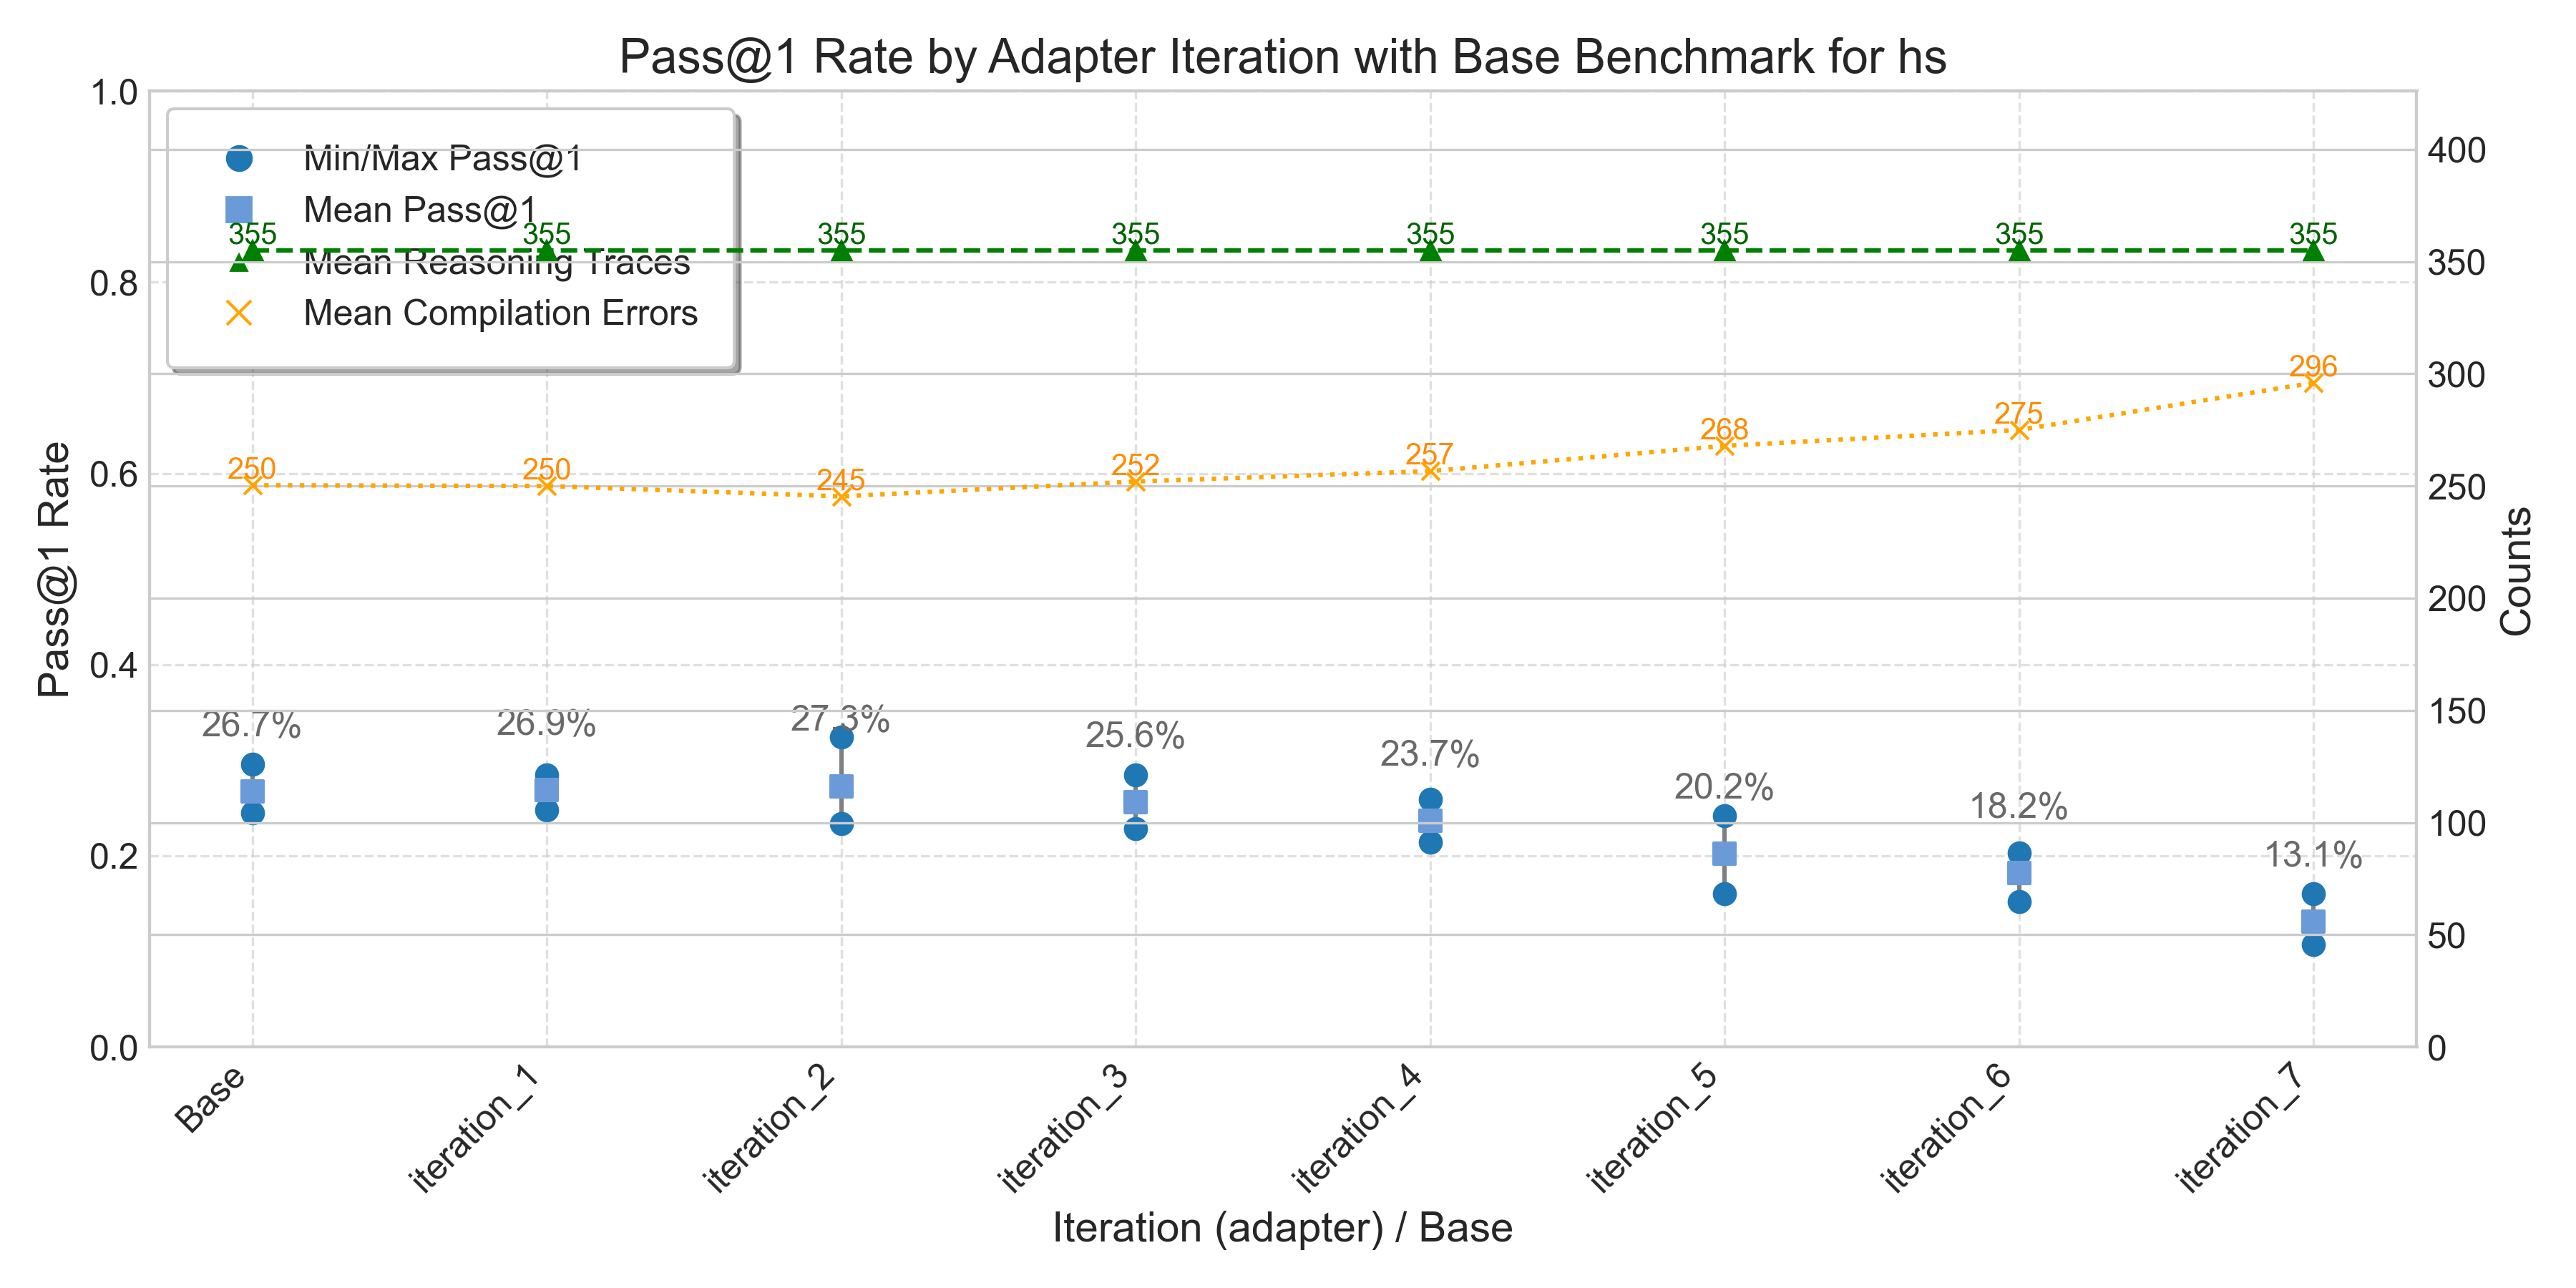 Pass@1 Rate by Adapter Iteration with Base Benchmark for hs
1.0
0.8
0.6
0.4
0.2
0.0
Pass@1 Rate
Min/Max Pass@1
Mean Pass@1
Mean Reasoning Traces
Mean Compilation Errors
355 355 355 355 355 355 355 355
250 250 245 252 257 268 275 296
26.7% 26.9% 27.3% 25.6% 23.7% 20.2% 18.2% 13.1%
400
350
300
250
200
150
100
50
0
Counts
Base iteration_1 iteration_2 iteration_3 iteration_4 iteration_5 iteration_6 iteration_7
Iteration (adapter) / Base